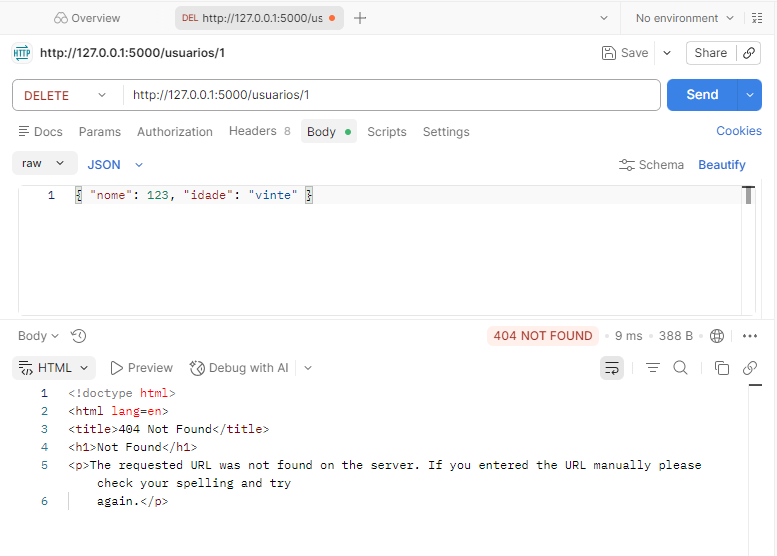 Overview
DEL http://127.0.0.1:5000/us
No environment
HTTP http://127.0.0.1:5000/usuarios/1
Save
Share
DELETE
http://127.0.0.1:5000/usuarios/1
Send
Docs Params Authorization Headers 8 Body Scripts Settings
Cookies
raw
JSON
Schema
Beautify
1 { "nome": 123, "idade": "vinte" }
Body
404 NOT FOUND • 9 ms • 388 B
HTML
Preview
Debug with AI
1 <!doctype html>
2 <html lang=en>
3 <title>404 Not Found</title>
4 <h1>Not Found</h1>
5 <p>The requested URL was not found on the server. If you entered the URL manually please
check your spelling and try
6 again.</p>